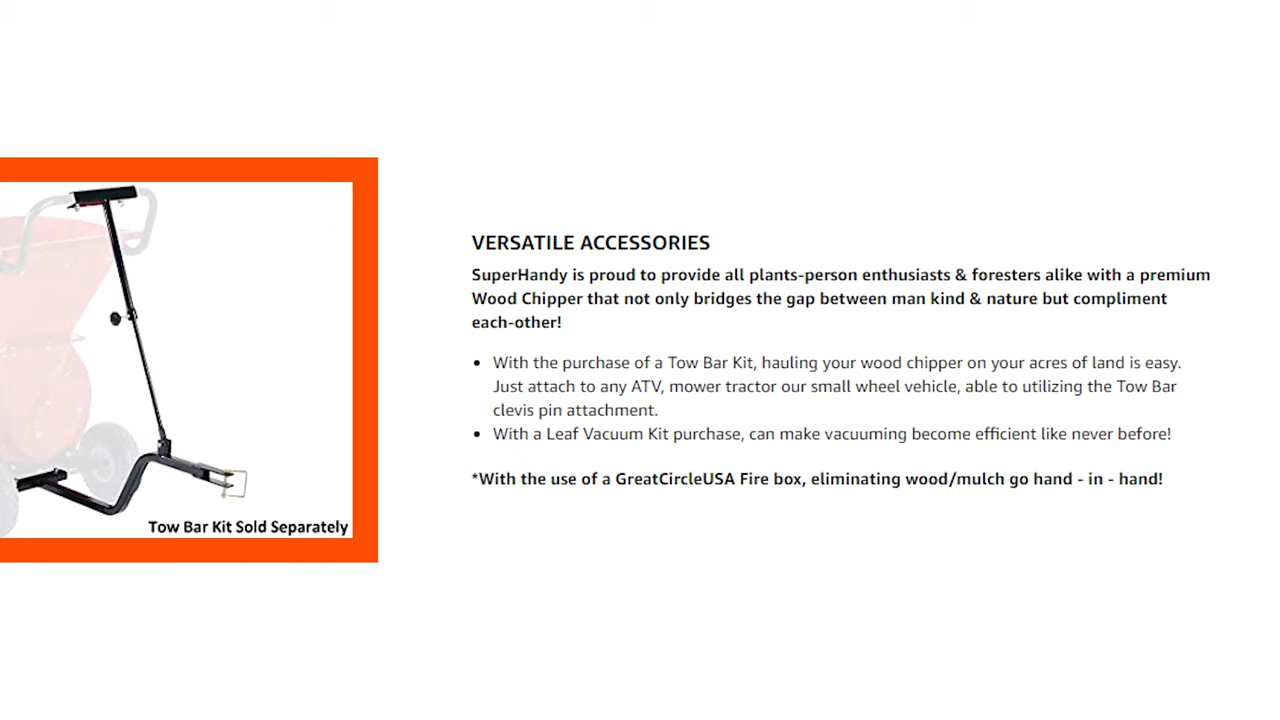 VERSATILE ACCESSORIES
SuperHandy is proud to provide all plants-person enthusiasts & foresters alike with a premium
Wood Chipper that not only bridges the gap between man kind & nature but compliment
each-other!
• With the purchase of a Tow Bar Kit, hauling your wood chipper on your acres of land is easy.
Just attach to any ATV, mower tractor our small wheel vehicle, able to utilizing the Tow Bar
clevis pin attachment.
• With a Leaf Vacuum Kit purchase, can make vacuuming become efficient like never before!
*With the use of a GreatCircleUSA Fire box, eliminating wood/mulch go hand - in - hand!
Tow Bar Kit Sold Separately